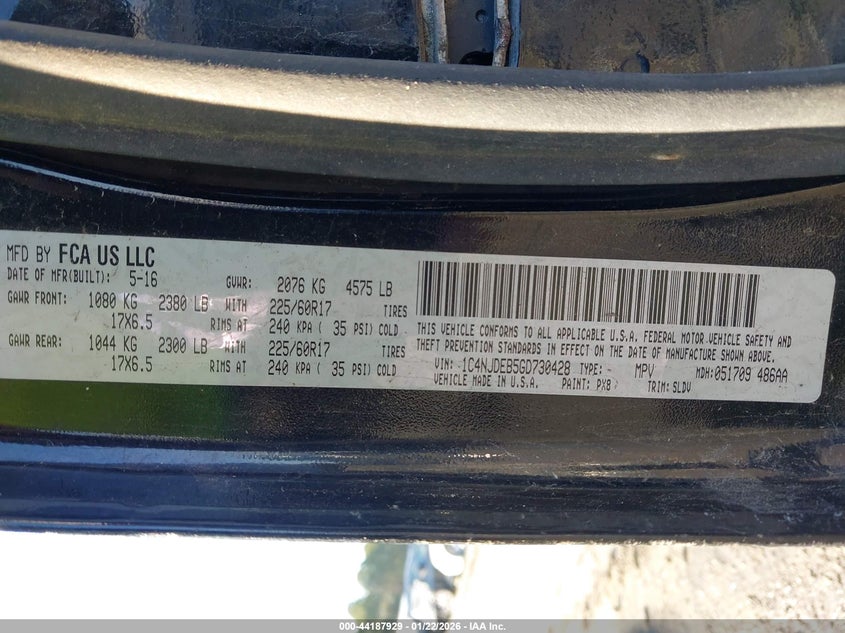 MFD BY FCA US LLC
DATE OF MFR(BUILT): 5-16 GVWR: 2076 KG 4575 LB
GAWR FRONT: 1080 KG 2380 LB WITH 225/60R17 TIRES
17X6.5 RIMS AT 240 KPA ( 35 PSI) COLD
GAWR REAR: 1044 KG 2300 LB WITH 225/60R17 TIRES
17X6.5 RIMS AT 240 KPA ( 35 PSI) COLD
THIS VEHICLE CONFORMS TO ALL APPLICABLE U.S.A. FEDERAL MOTOR VEHICLE SAFETY AND
THEFT PREVENTION STANDARDS IN EFFECT ON THE DATE OF MANUFACTURE SHOWN ABOVE.
VIN: 1C4NJDEB5GD730428 TYPE: - MPV MDH: 051709 486AA
VEHICLE MADE IN U.S.A. PAINT: PX8 TRIM: SLDV
000-44187929 - 01/22/2026 - IAA Inc.